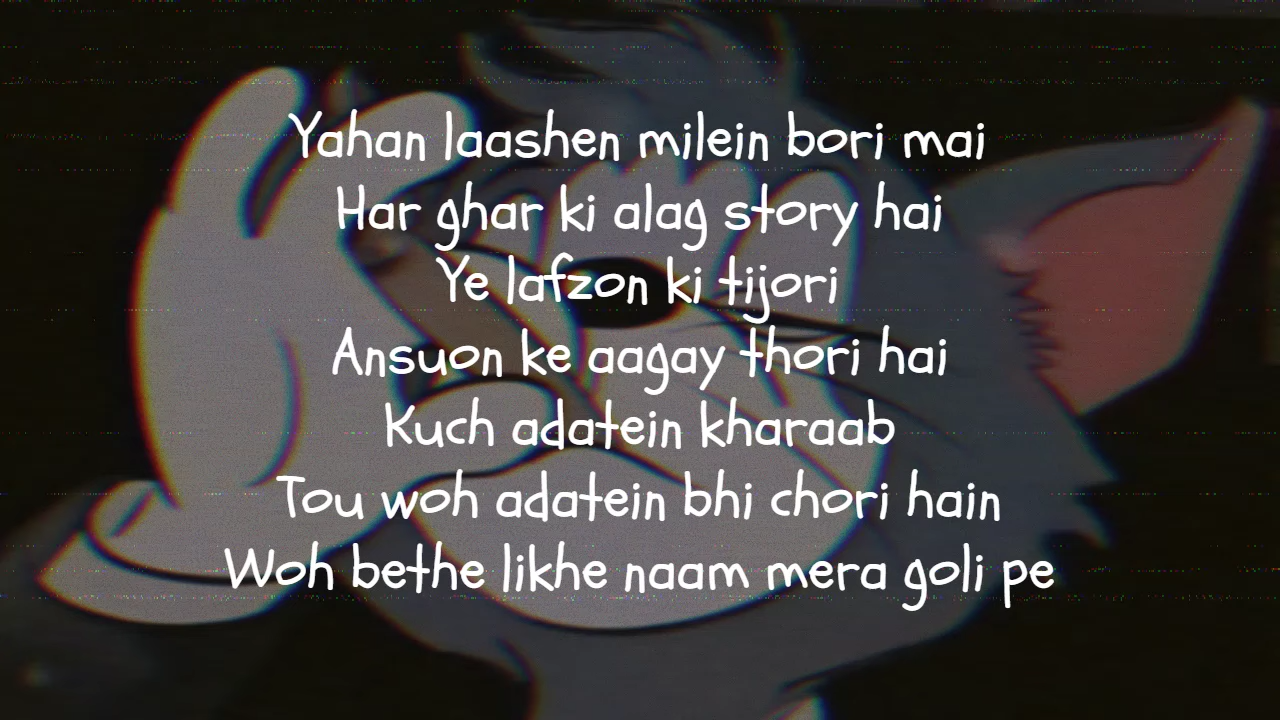 Yahan laashen milein bori mai
Har ghar ki alag story hai
Ye lafzon ki tijori
Ansuon ke aagay thori hai
Kuch adatein kharaab
Tou woh adatein bhi chori hain
Woh bethe likhe naam mera goli pe